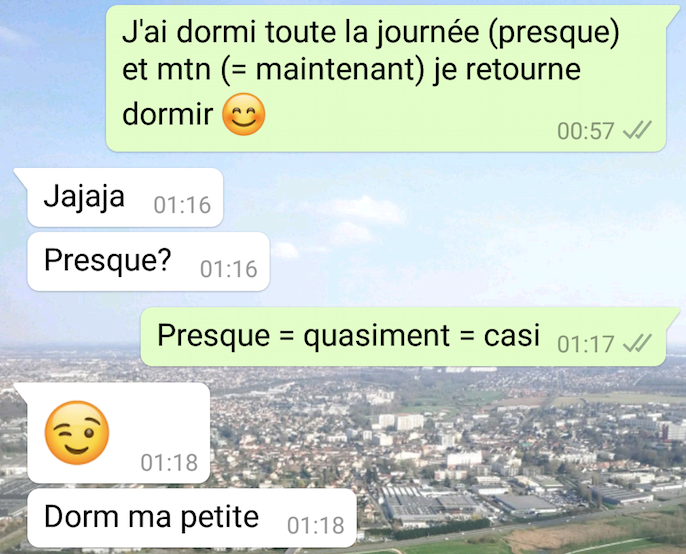 J'ai dormi toute la journée (presque)
et mtn (= maintenant) je retourne
dormir 😊
00:57
Jajaja 01:16
Presque? 01:16
Presque = quasiment = casi 01:17
😉
01:18
Dorm ma petite 01:18